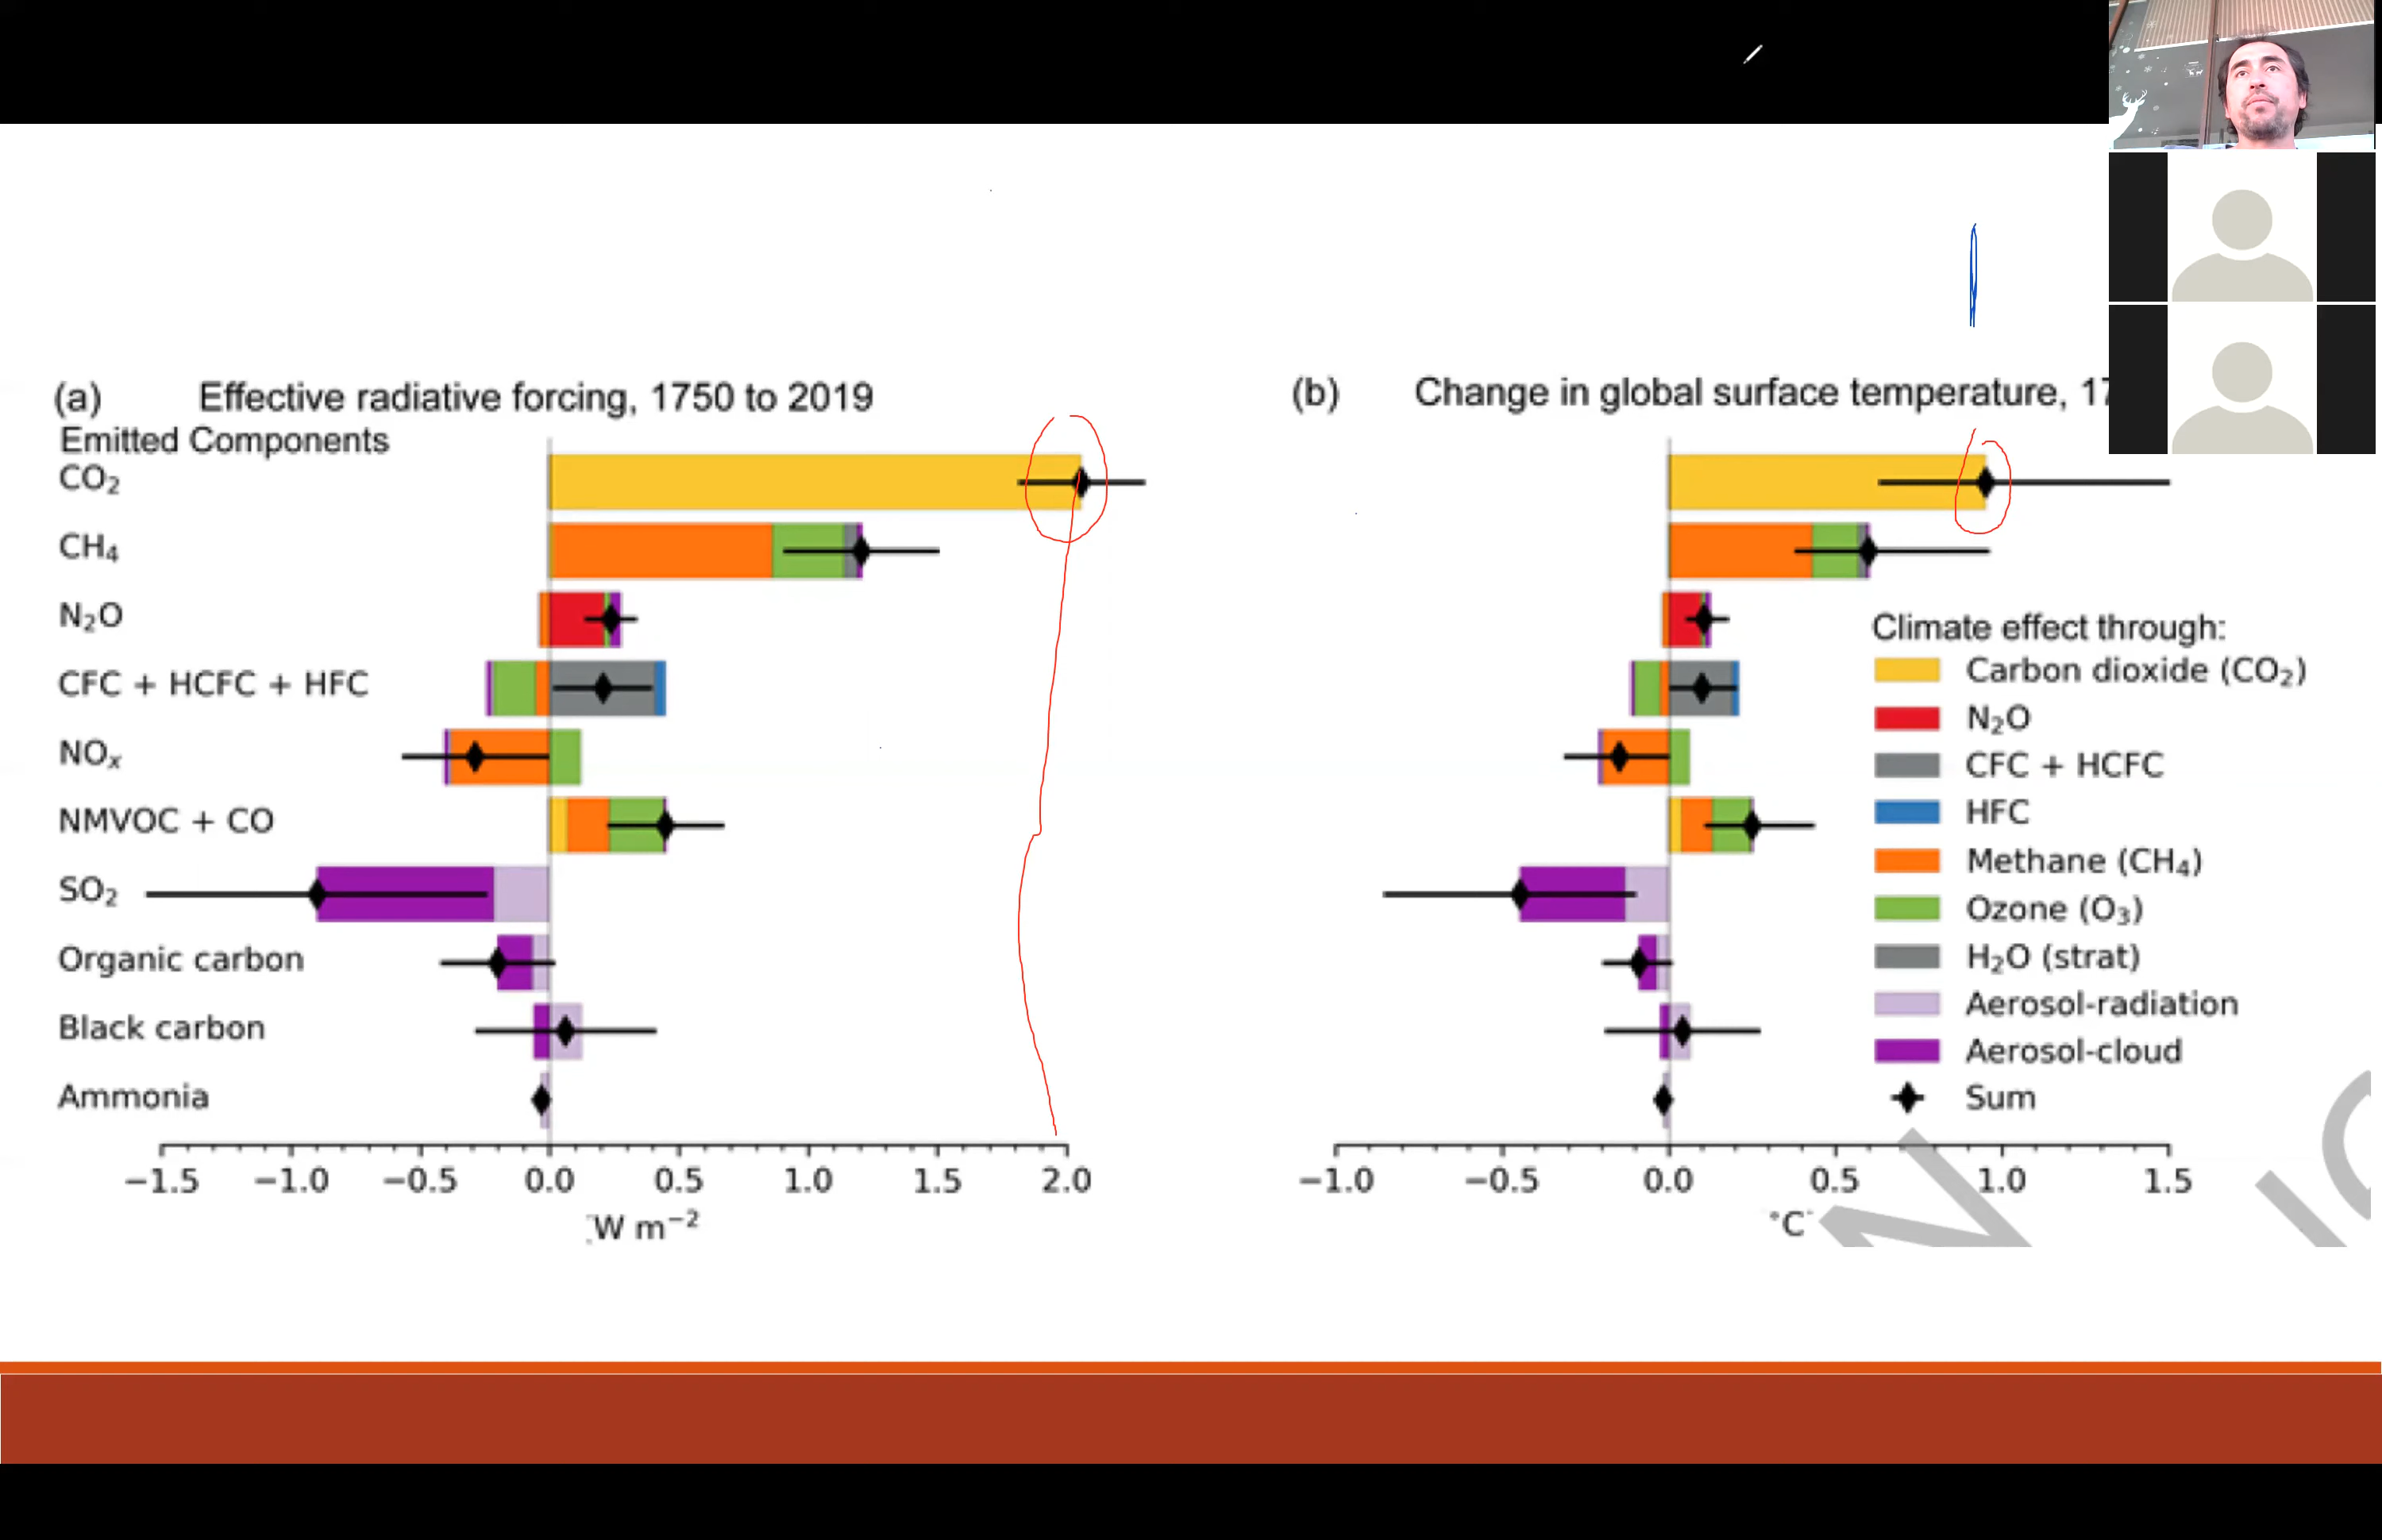 (a) Effective radiative forcing, 1750 to 2019
Emitted Components
CO₂
CH₄
N₂O
CFC + HCFC + HFC
NOₓ
NMVOC + CO
SO₂
Organic carbon
Black carbon
Ammonia
−1.5 −1.0 −0.5 0.0 0.5 1.0 1.5 2.0
W m⁻²
(b) Change in global surface temperature, 17
Climate effect through:
Carbon dioxide (CO₂)
N₂O
CFC + HCFC
HFC
Methane (CH₄)
Ozone (O₃)
H₂O (strat)
Aerosol-radiation
Aerosol-cloud
Sum
−1.0 −0.5 0.0 0.5 1.0 1.5
°C